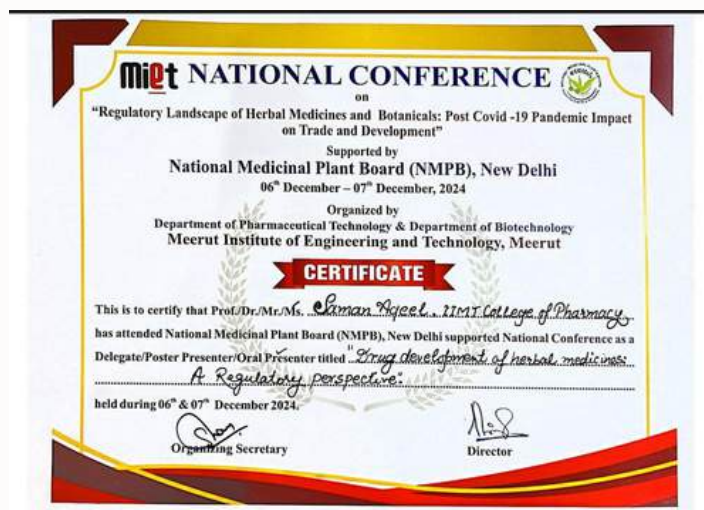 miet NATIONAL CONFERENCE
on
"Regulatory Landscape of Herbal Medicines and Botanicals: Post Covid -19 Pandemic Impact
on Trade and Development"
Supported by
National Medicinal Plant Board (NMPB), New Delhi
06th December – 07th December, 2024
Organized by
Department of Pharmaceutical Technology & Department of Biotechnology
Meerut Institute of Engineering and Technology, Meerut
CERTIFICATE
This is to certify that Prof./Dr./Mr./Ms. Saman Aqeel, IIMT College of Pharmacy
has attended National Medicinal Plant Board (NMPB), New Delhi supported National Conference as a
Delegate/Poster Presenter/Oral Presenter titled "Drug development of herbal medicines:
A Regulatory perspective."
held during 06th & 07th December 2024.
Organizing Secretary
Director